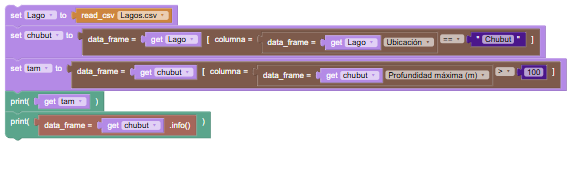 set Lago to read_csv Lagos.csv
set chubut to data_frame = get Lago [ columna = data_frame = get Lago Ubicación == " Chubut " ]
set tam to data_frame = get chubut [ columna = data_frame = get chubut Profundidad máxima (m) > 100 ]
print( get tam )
print( data_frame = get chubut .info() )